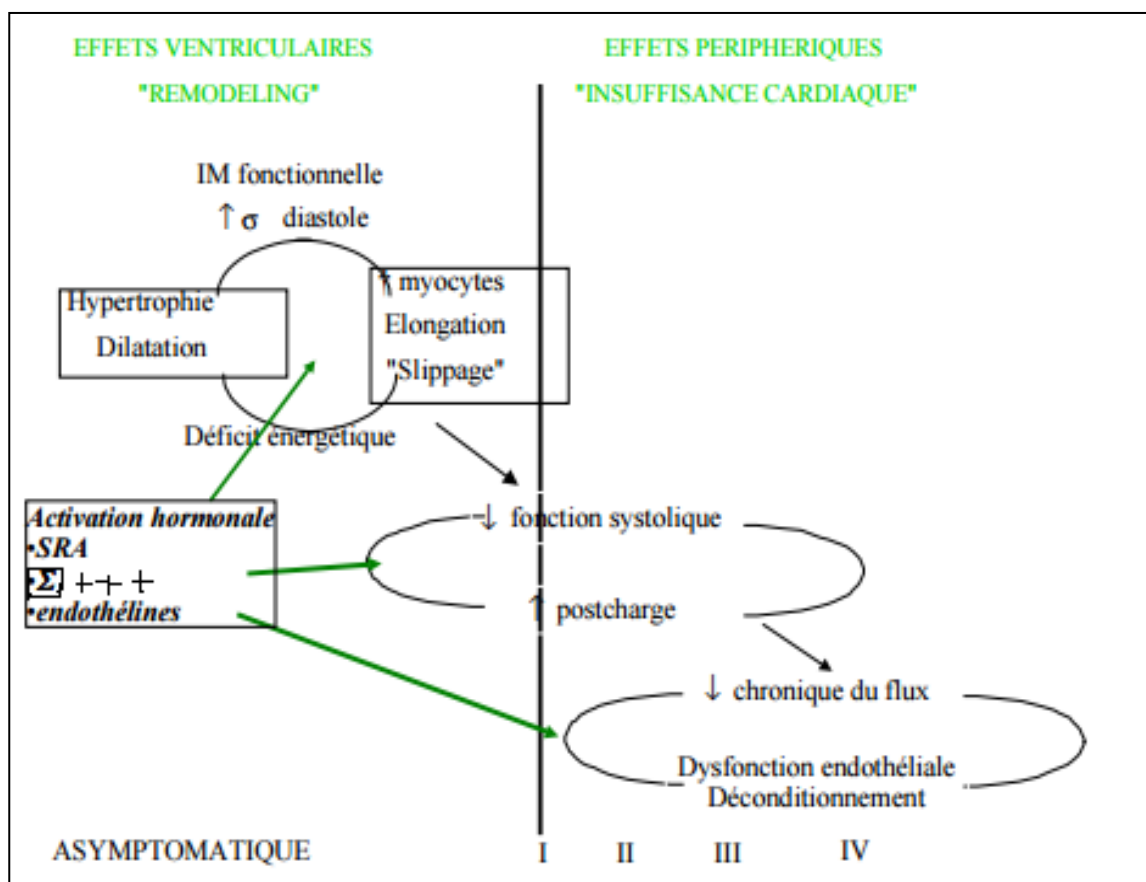 EFFETS VENTRICULAIRES
"REMODELING"
EFFETS PERIPHERIQUES
"INSUFFISANCE CARDIAQUE"
IM fonctionnelle
↑ σ diastole
Hypertrophie
Dilatation
myocytes
Elongation
"Slippage"
Déficit énergétique
Activation hormonale
•SRA
•Σ +++
•endothélines
↓ fonction systolique
↑ postcharge
↓ chronique du flux
Dysfonction endothéliale
Déconditionnement
ASYMPTOMATIQUE I II III IV